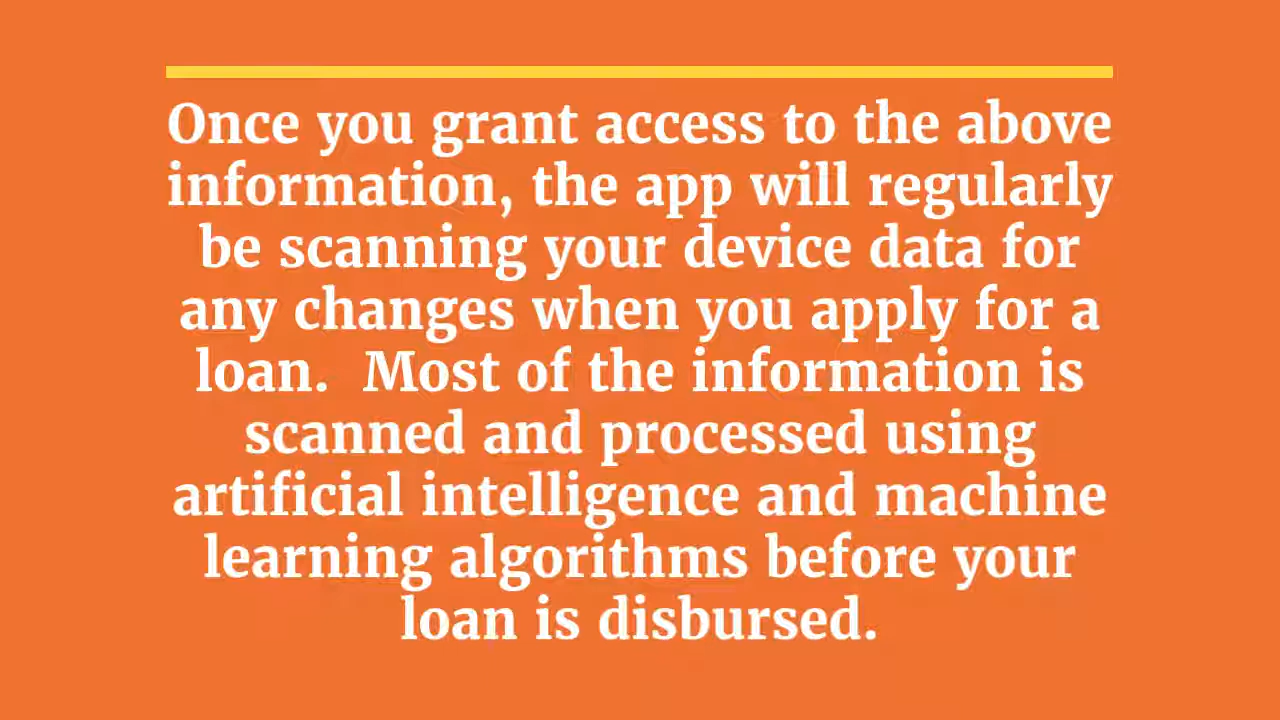 Once you grant access to the above
information, the app will regularly
be scanning your device data for
any changes when you apply for a
loan.  Most of the information is
scanned and processed using
artificial intelligence and machine
learning algorithms before your
loan is disbursed.